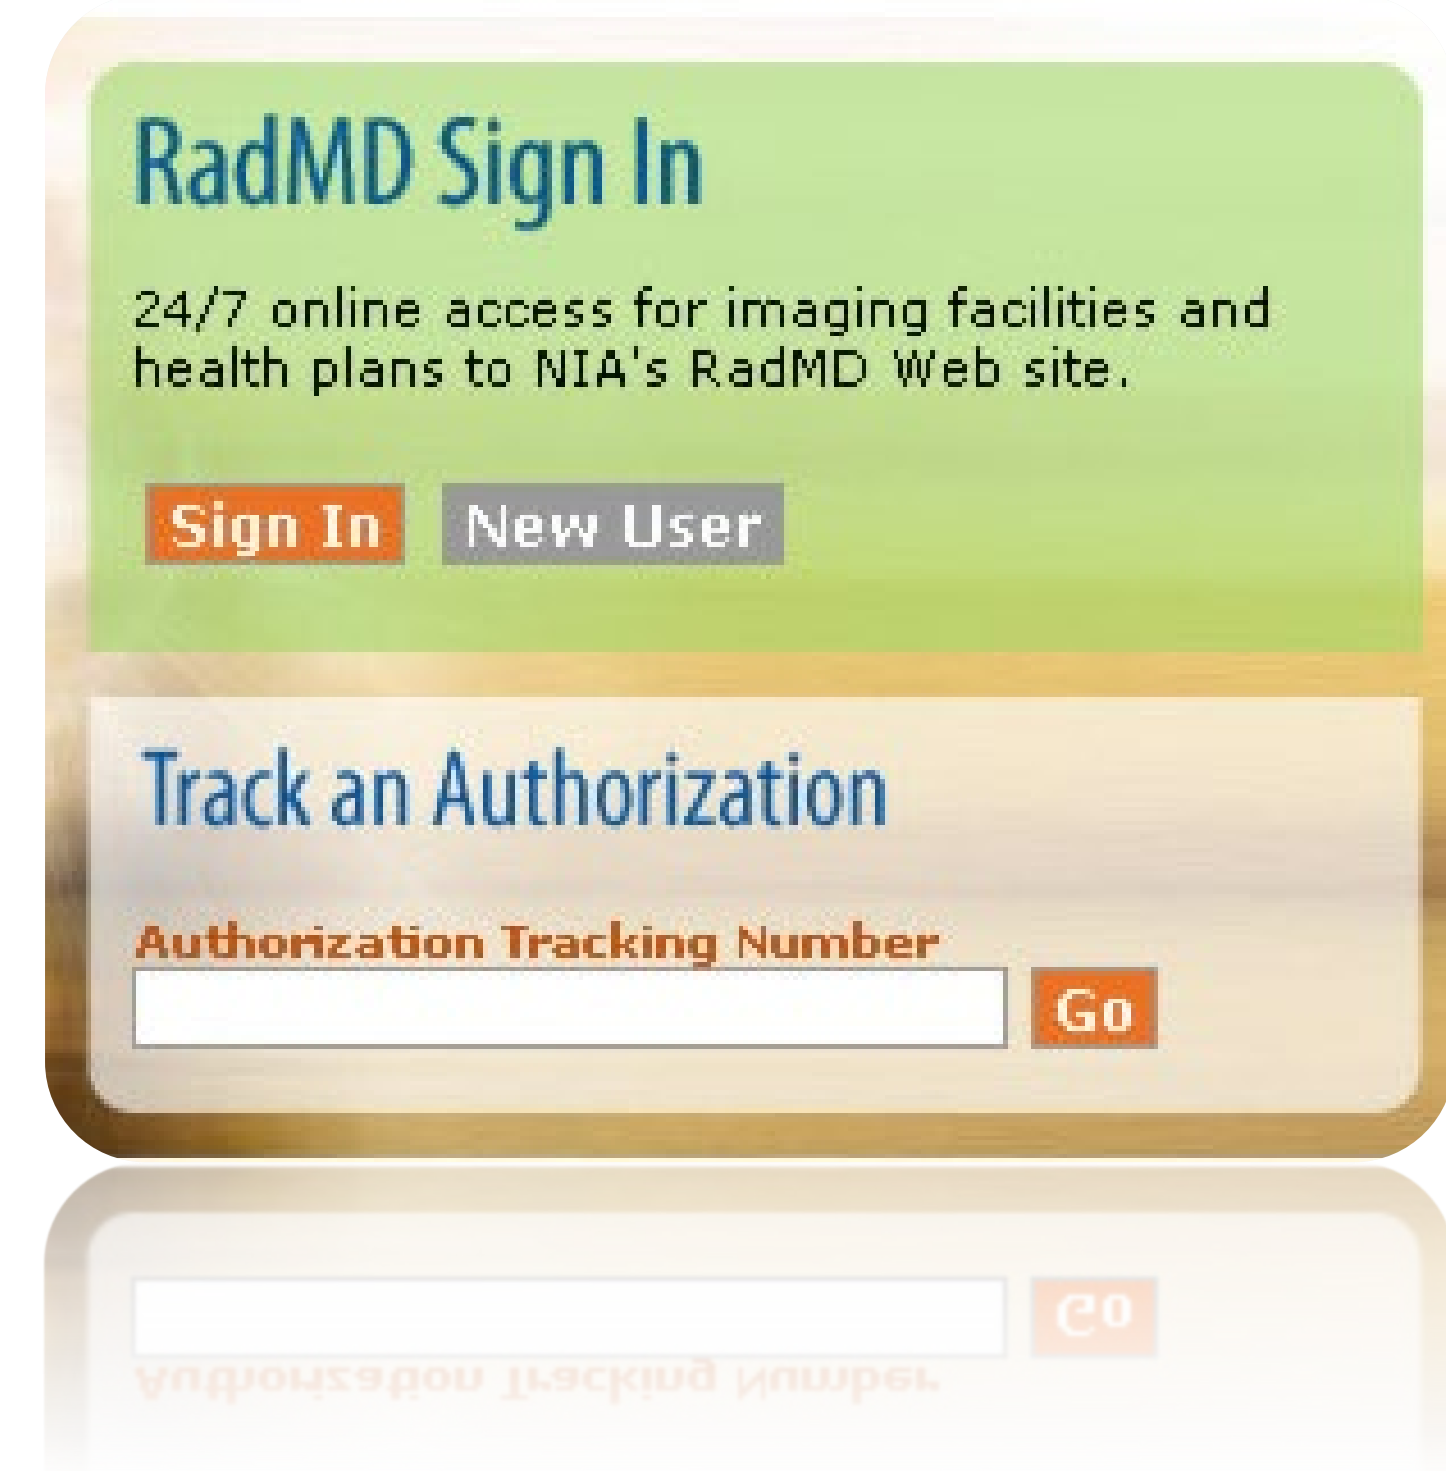 RadMD Sign In
24/7 online access for imaging facilities and
health plans to NIA's RadMD Web site.
Sign In New User
Track an Authorization
Authorization Tracking Number
Go